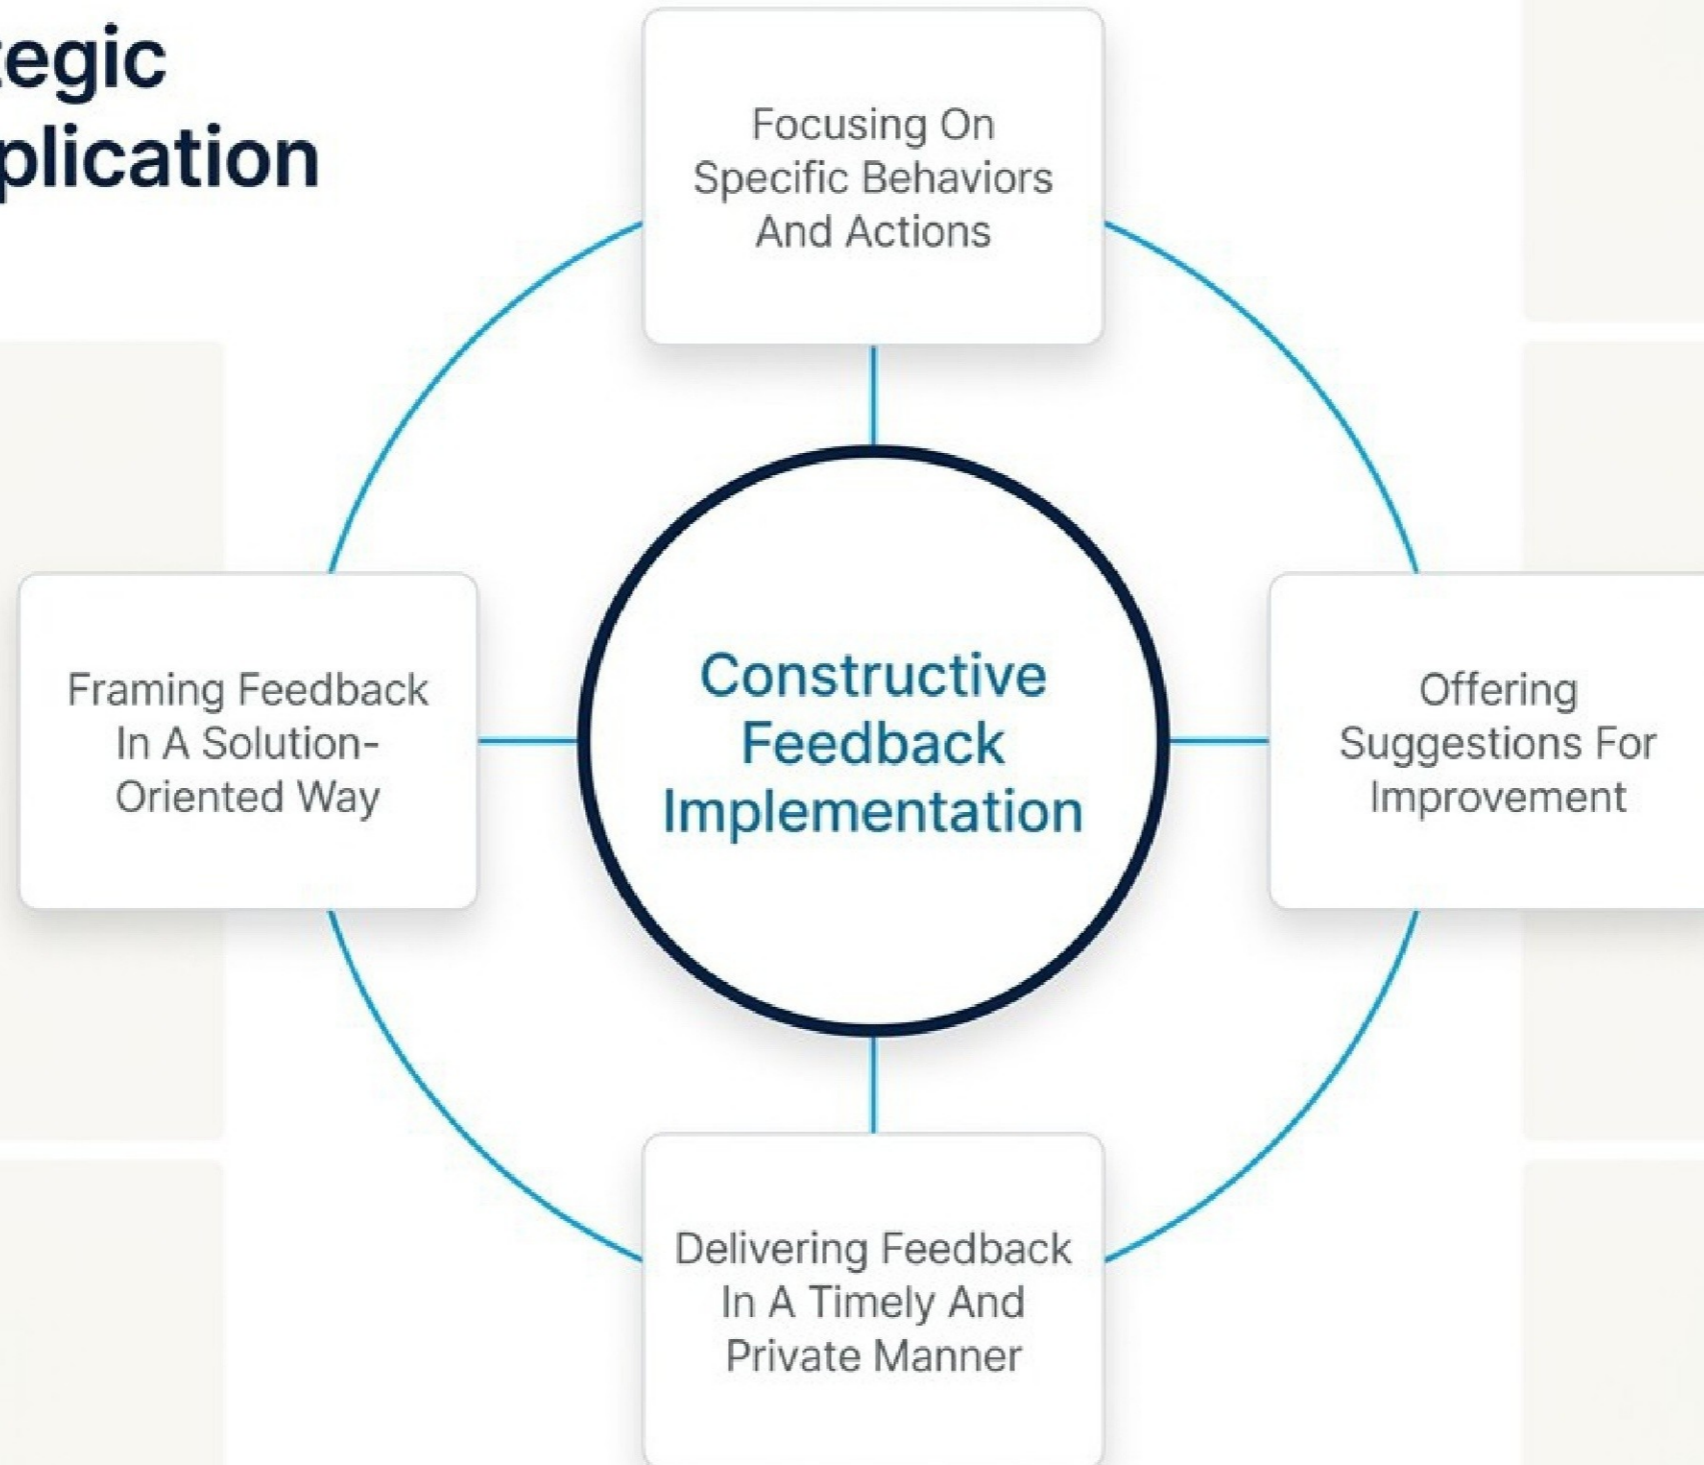 tegic
plication
Focusing On
Specific Behaviors
And Actions
Framing Feedback
In A Solution-
Oriented Way
Constructive
Feedback
Implementation
Offering
Suggestions For
Improvement
Delivering Feedback
In A Timely And
Private Manner